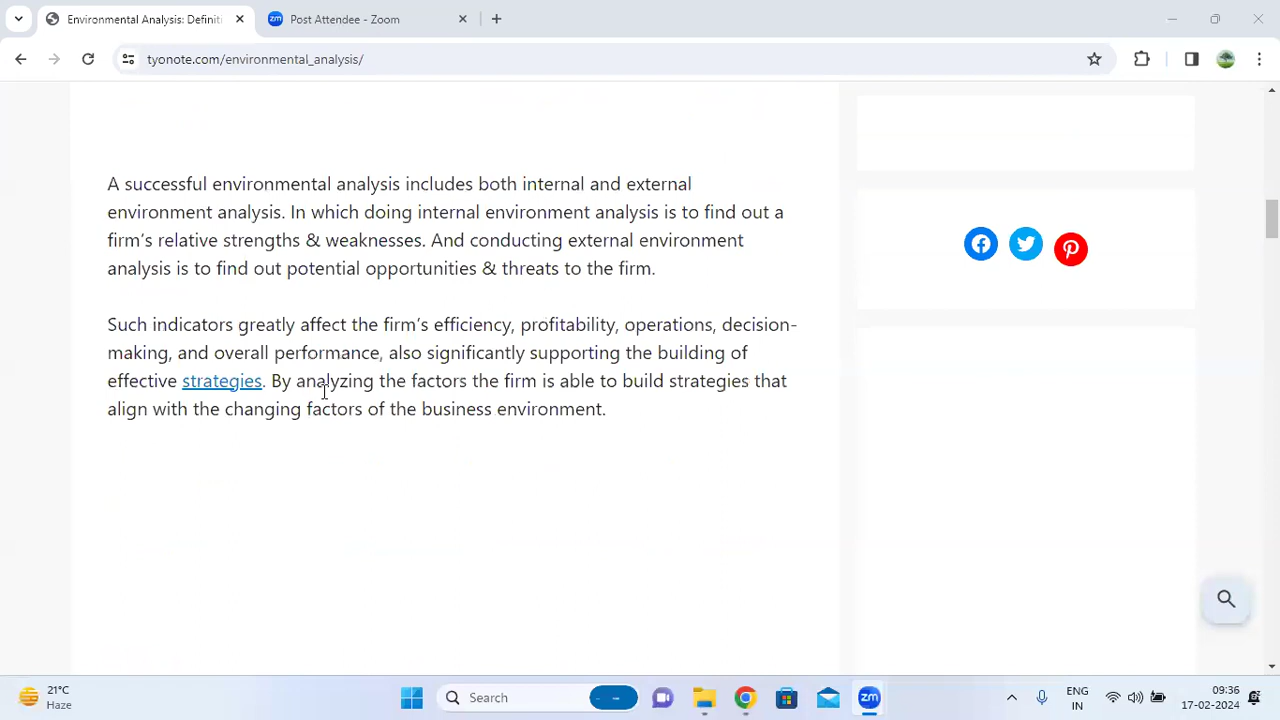 Environmental Analysis: Definiti
Post Attendee - Zoom
tyonote.com/environmental_analysis/
A successful environmental analysis includes both internal and external
environment analysis. In which doing internal environment analysis is to find out a
firm’s relative strengths & weaknesses. And conducting external environment
analysis is to find out potential opportunities & threats to the firm.
Such indicators greatly affect the firm’s efficiency, profitability, operations, decision-
making, and overall performance, also significantly supporting the building of
effective strategies. By analyzing the factors the firm is able to build strategies that
align with the changing factors of the business environment.
21°C
Haze
Search
zm
ENG
IN
09:36
17-02-2024